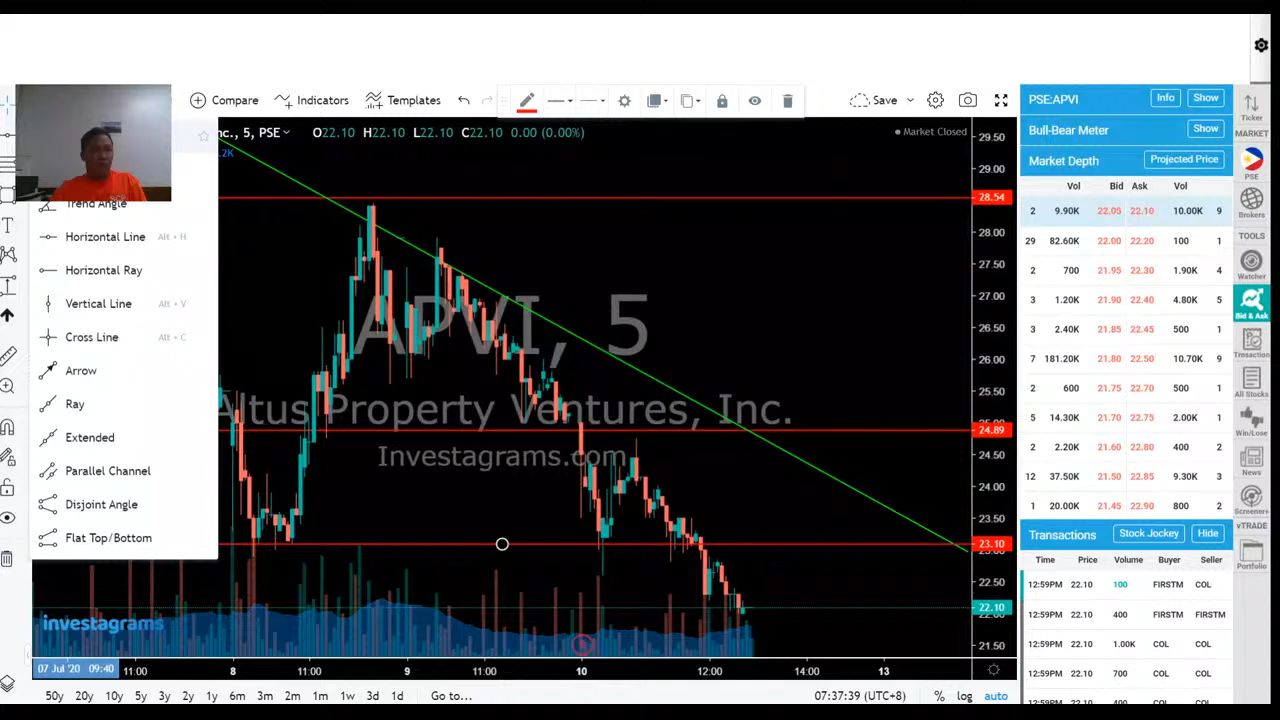 Compare
Indicators
Templates
Save
nc., 5, PSE O22.10 H22.10 L22.10 C22.10 0.00 (0.00%)
Market Closed
2K
Trend Angle
Horizontal Line Alt + H
Horizontal Ray
Vertical Line Alt + V
Cross Line Alt + C
Arrow
Ray
Extended
Parallel Channel
Disjoint Angle
Flat Top/Bottom
APVI, 5
Altus Property Ventures, Inc.
Investagrams.com
investagrams
29.50
29.00
28.54
28.00
27.50
27.00
26.50
26.00
25.50
24.89
24.50
24.00
23.50
23.10
22.50
22.10
21.50
07 Jul '20 09:40 11:00 8 11:00 9 11:00 10 12:00 14:00 13
50y 20y 10y 5y 3y 2y 1y 6m 3m 2m 1m 1w 3d 1d Go to...
07:37:39 (UTC+8) % log auto
PSE:APVI Info Show
Bull-Bear Meter Show
Market Depth Projected Price
Vol Bid Ask Vol
2 9.90K 22.05 22.10 10.00K 9
29 82.60K 22.00 22.20 100 1
2 700 21.95 22.30 1.90K 4
3 1.20K 21.90 22.40 4.80K 5
3 2.40K 21.85 22.45 500 1
7 181.20K 21.80 22.50 10.70K 9
2 600 21.75 22.70 500 1
5 14.30K 21.70 22.75 2.00K 1
2 2.20K 21.60 22.80 400 2
12 37.50K 21.50 22.85 9.30K 3
1 20.00K 21.45 22.90 800 2
Transactions Stock Jockey Hide
Time Price Volume Buyer Seller
12:59PM 22.10 100 FIRSTM COL
12:59PM 22.10 400 FIRSTM FIRSTM
12:59PM 22.10 1.00K COL COL
12:59PM 22.10 700 COL COL
12:59PM 22.10 400 COL COL
Ticker
MARKET
PSE
Brokers
TOOLS
Watcher
Bid & Ask
Trnsaction
All Stocks
Win/Lose
News
Screener+
vTRADE
Portfolio